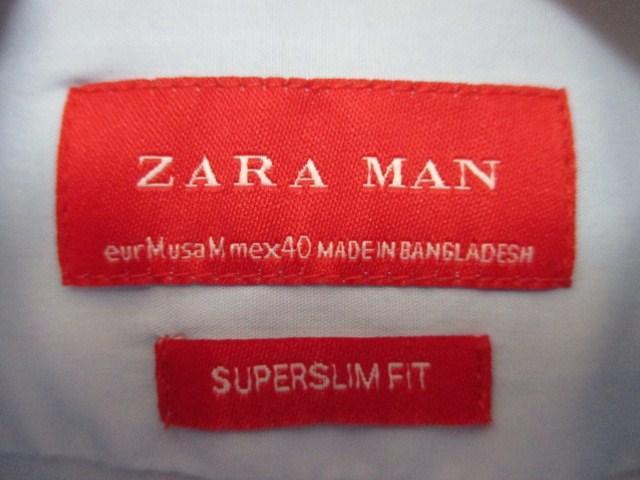 ZARA MAN
eur M usa M mex 40 MADE IN BANGLADESH
SUPERSLIM FIT